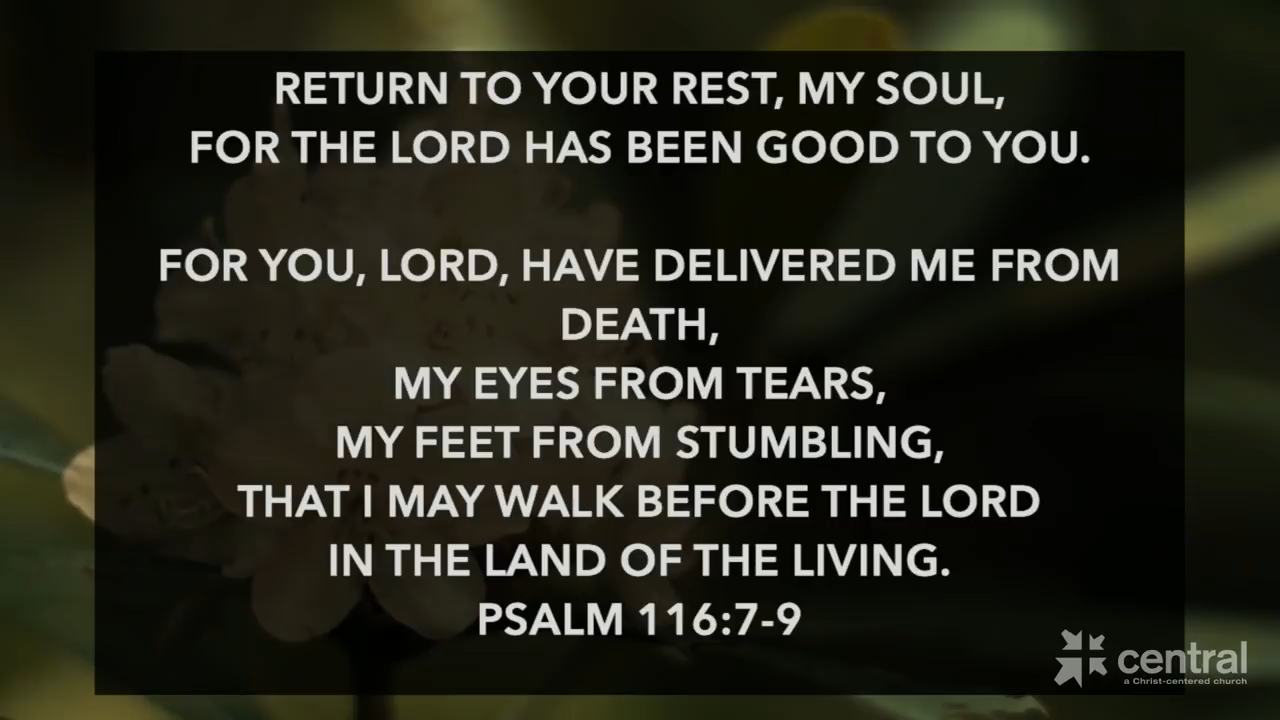 RETURN TO YOUR REST, MY SOUL,
FOR THE LORD HAS BEEN GOOD TO YOU.
FOR YOU, LORD, HAVE DELIVERED ME FROM
DEATH,
MY EYES FROM TEARS,
MY FEET FROM STUMBLING,
THAT I MAY WALK BEFORE THE LORD
IN THE LAND OF THE LIVING.
PSALM 116:7-9
central
a Christ-centered church